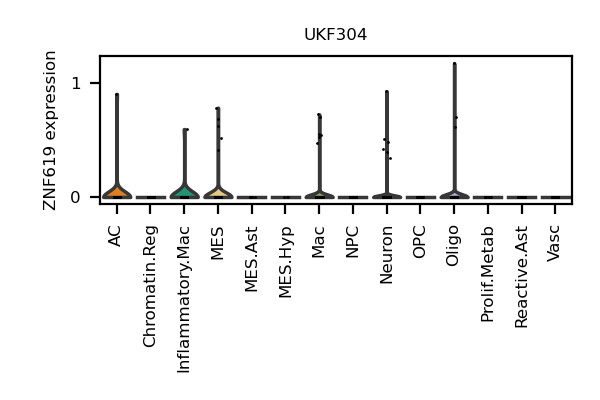 UKF304
ZNF619 expression
1
0
AC
Chromatin.Reg
Inflammatory.Mac
MES
MES.Ast
MES.Hyp
Mac
NPC
Neuron
OPC
Oligo
Prolif.Metab
Reactive.Ast
Vasc